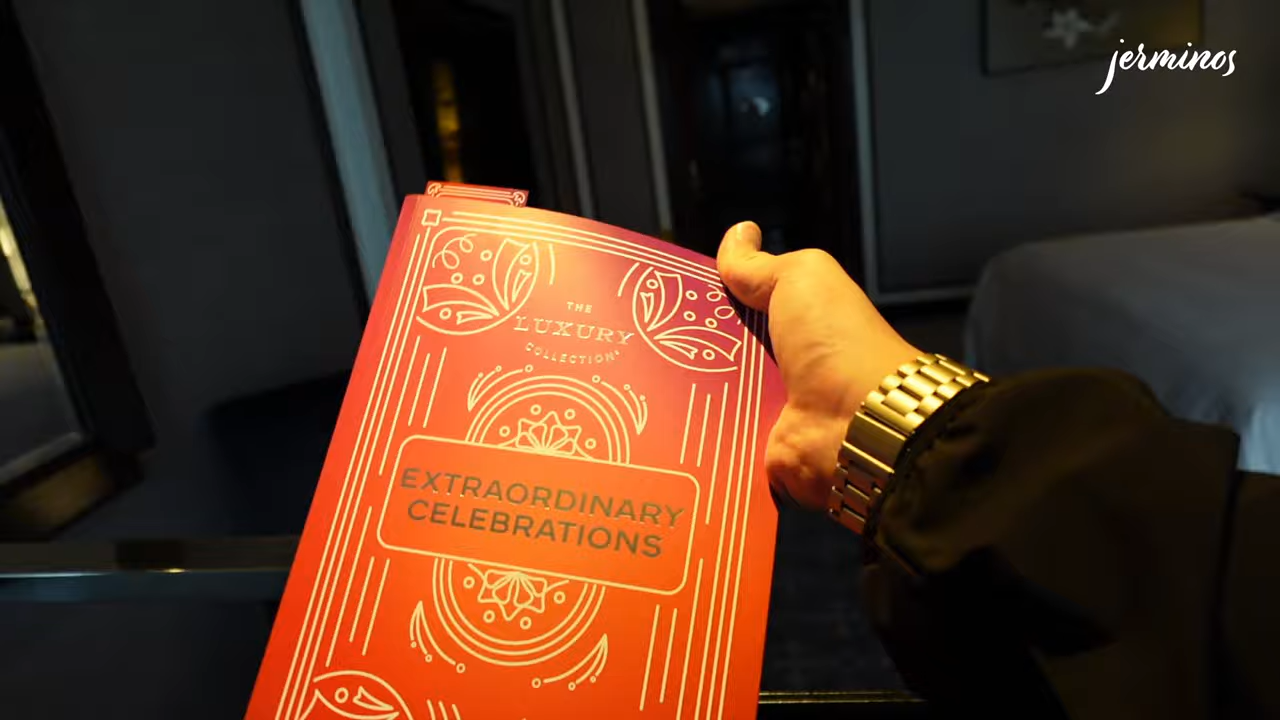 jerminos
THE
LUXURY
COLLECTION
EXTRAORDINARY
CELEBRATIONS